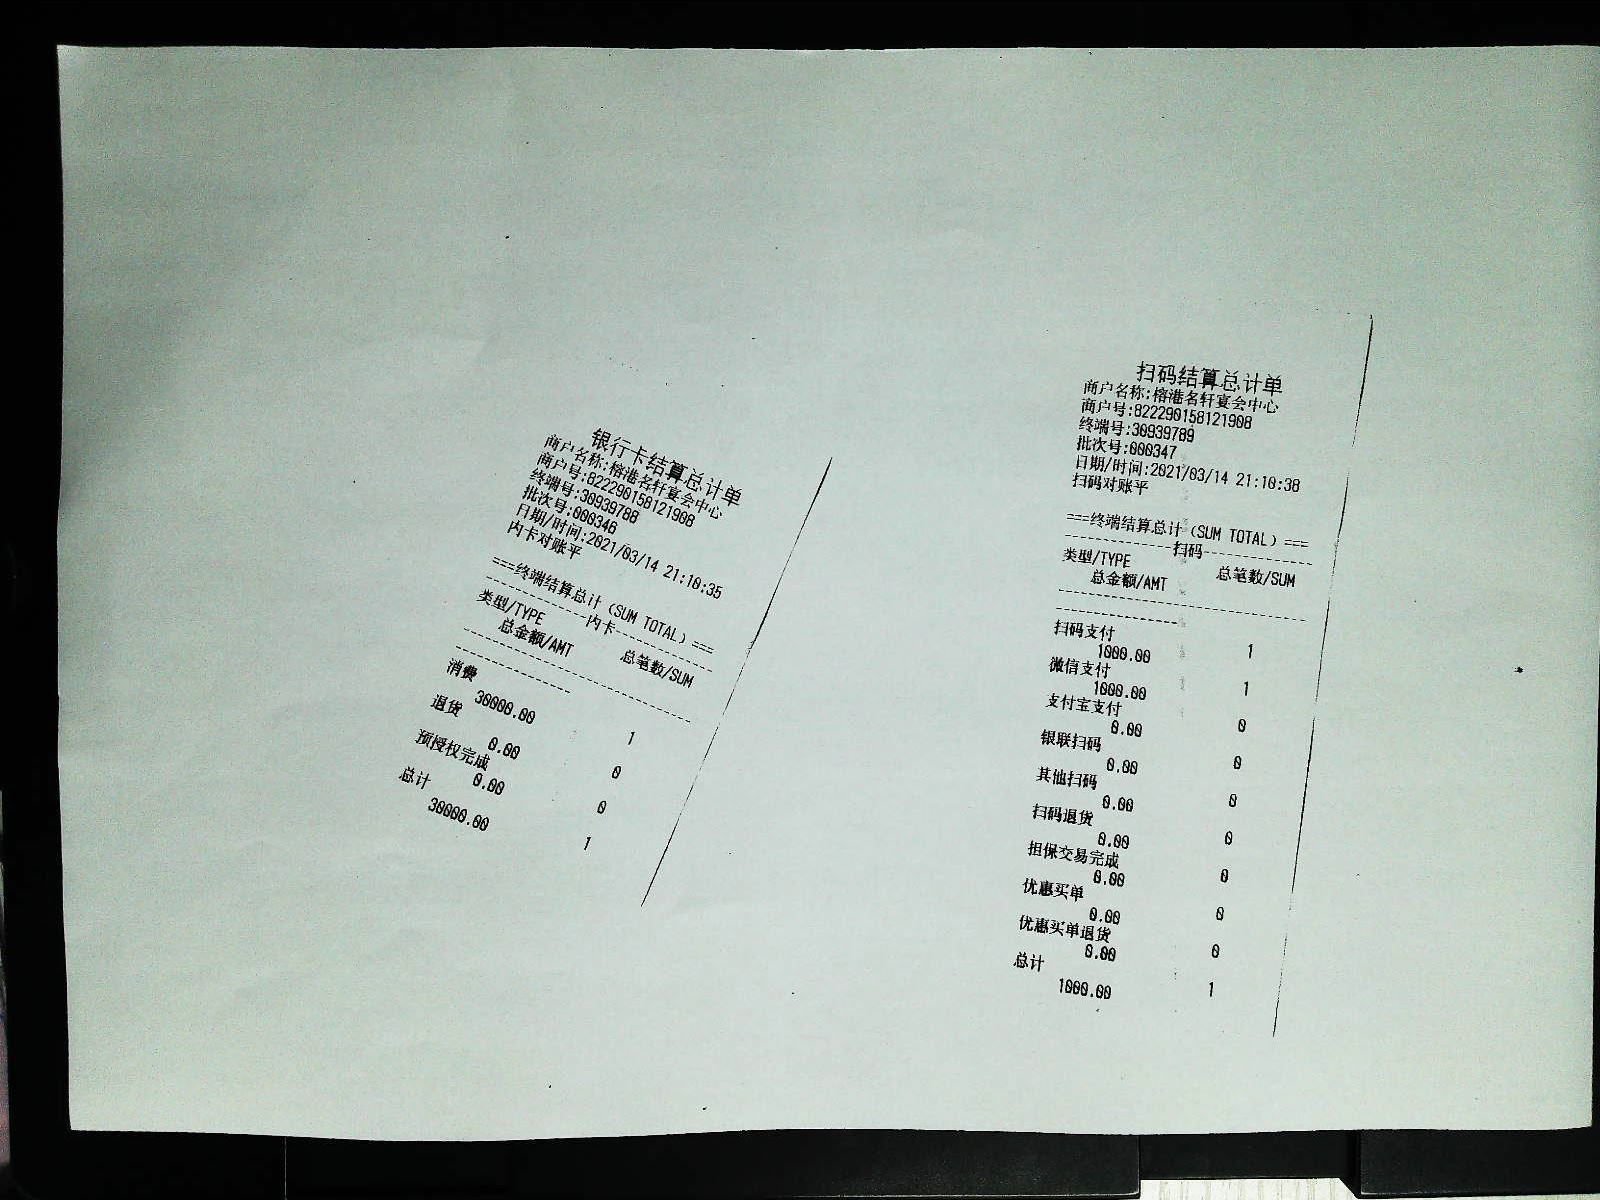 银行卡结算总计单
商户名称:榕港名轩宴会中心
商户号:822290158121908
终端号:30939788
批次号:000346
日期/时间:2021/03/14 21:10:35
内卡对账平
===终端结算总计(SUM TOTAL)===
----------------内卡----------------
类型/TYPE 总笔数/SUM
总金额/AMT
消费 1
30000.00
退货 0
0.00
预授权完成 0
0.00
总计 1
30000.00
扫码结算总计单
商户名称:榕港名轩宴会中心
商户号:822290158121908
终端号:30939789
批次号:000347
日期/时间:2021/03/14 21:10:38
扫码对账平
===终端结算总计(SUM TOTAL)===
----------------扫码----------------
类型/TYPE 总笔数/SUM
总金额/AMT
扫码支付 1
1000.00
微信支付 1
1000.00
支付宝支付 0
0.00
银联扫码 0
0.00
其他扫码 0
0.00
扫码退货 0
0.00
担保交易完成 0
0.00
优惠买单 0
0.00
优惠买单退货 0
0.00
总计 1
1000.00